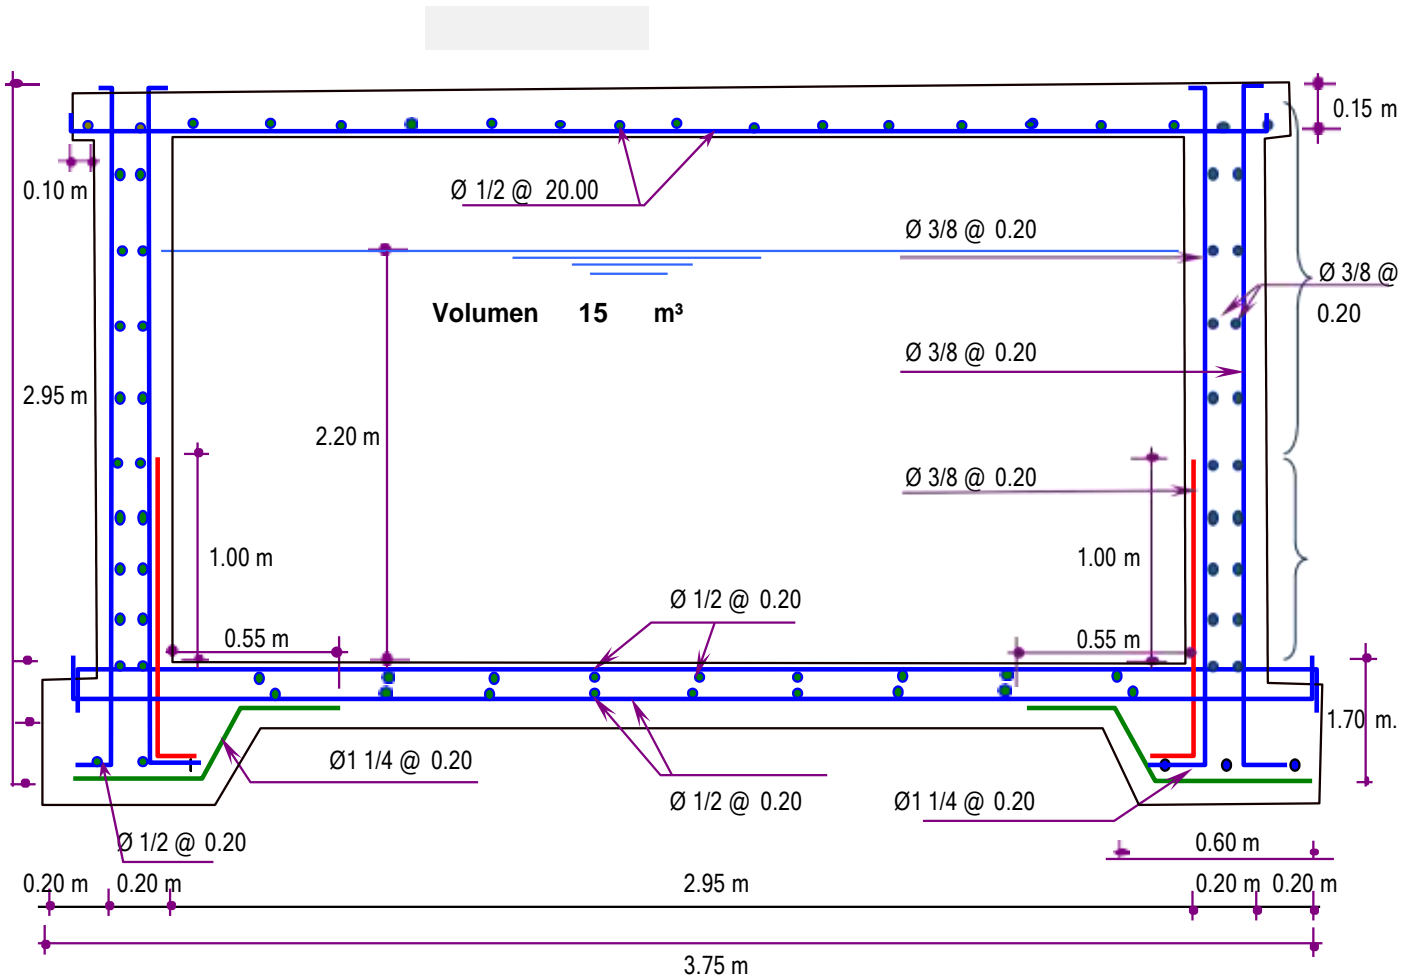 0.15 m
0.10 m
Ø 1/2 @ 20.00
Ø 3/8 @ 0.20
Ø 3/8 @
0.20
Volumen 15 m³
Ø 3/8 @ 0.20
2.95 m
2.20 m
Ø 3/8 @ 0.20
1.00 m
1.00 m
Ø 1/2 @ 0.20
0.55 m
0.55 m
1.70 m.
Ø1 1/4 @ 0.20
Ø 1/2 @ 0.20
Ø1 1/4 @ 0.20
Ø 1/2 @ 0.20
0.60 m
0.20 m 0.20 m 2.95 m 0.20 m 0.20 m
3.75 m